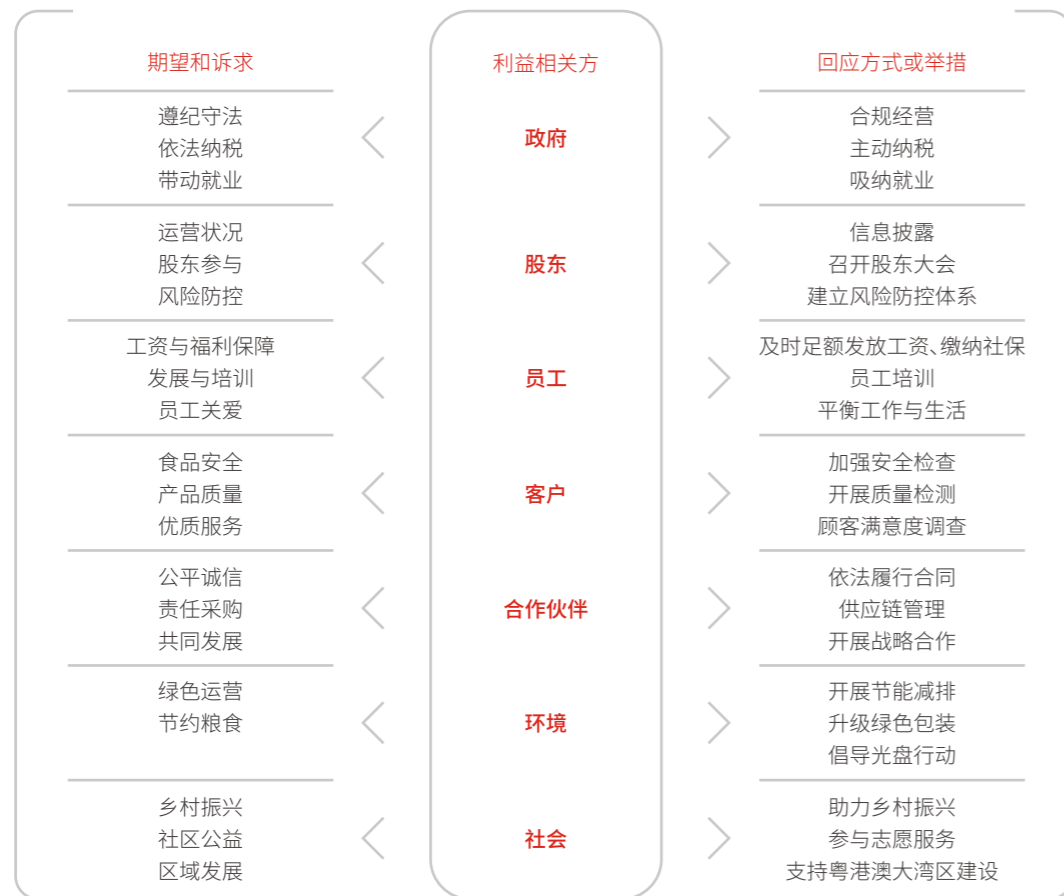 期望和诉求
利益相关方
回应方式或举措
遵纪守法
依法纳税
带动就业
政府
合规经营
主动纳税
吸纳就业
运营状况
股东参与
风险防控
股东
信息披露
召开股东大会
建立风险防控体系
工资与福利保障
发展与培训
员工关爱
员工
及时足额发放工资、缴纳社保
员工培训
平衡工作与生活
食品安全
产品质量
优质服务
客户
加强安全检查
开展质量检测
顾客满意度调查
公平诚信
责任采购
共同发展
合作伙伴
依法履行合同
供应链管理
开展战略合作
绿色运营
节约粮食
环境
开展节能减排
升级绿色包装
倡导光盘行动
乡村振兴
社区公益
区域发展
社会
助力乡村振兴
参与志愿服务
支持粤港澳大湾区建设